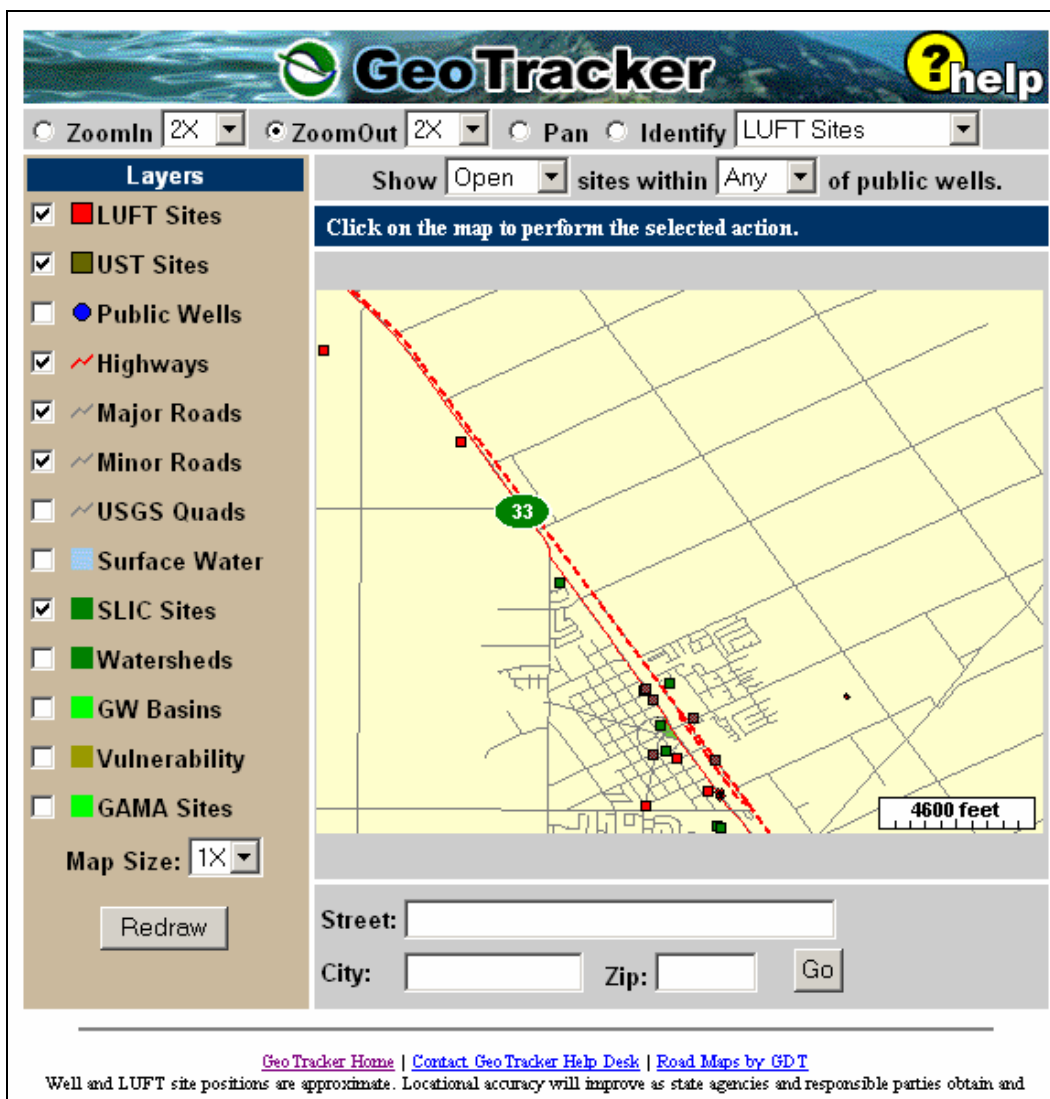 GeoTracker
?help
ZoomIn 2X ZoomOut 2X Pan Identify LUFT Sites
Layers
Show Open sites within Any of public wells.
Click on the map to perform the selected action.
LUFT Sites
UST Sites
Public Wells
Highways
Major Roads
Minor Roads
USGS Quads
Surface Water
SLIC Sites
Watersheds
GW Basins
Vulnerability
GAMA Sites
Map Size: 1X
Redraw
33
4600 feet
Street:
City: Zip: Go
GeoTracker Home | Contact GeoTracker Help Desk | Road Maps by GDT
Well and LUFT site positions are approximate. Locational accuracy will improve as state agencies and responsible parties obtain and